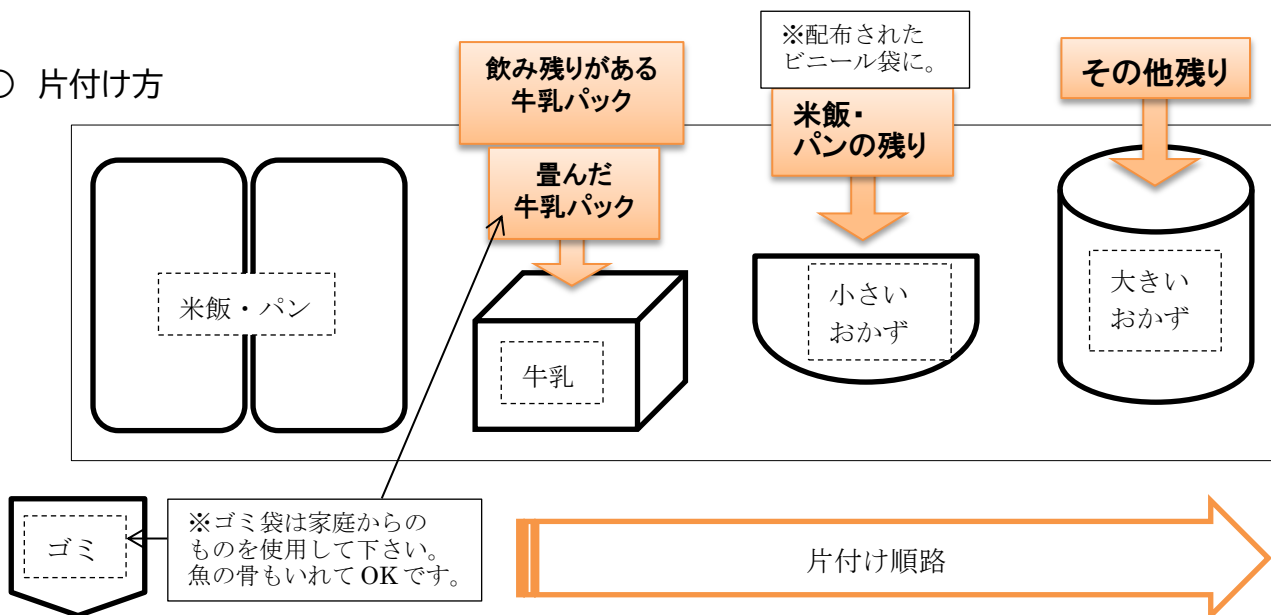 ○ 片付け方
飲み残りがある
牛乳パック
畳んだ
牛乳パック
※配布された
ビニール袋に。
米飯・
パンの残り
その他残り
米飯・パン
牛乳
小さい
おかず
大きい
おかず
ゴミ
※ゴミ袋は家庭からの
ものを使用して下さい。
魚の骨もいれて OK です。
片付け順路